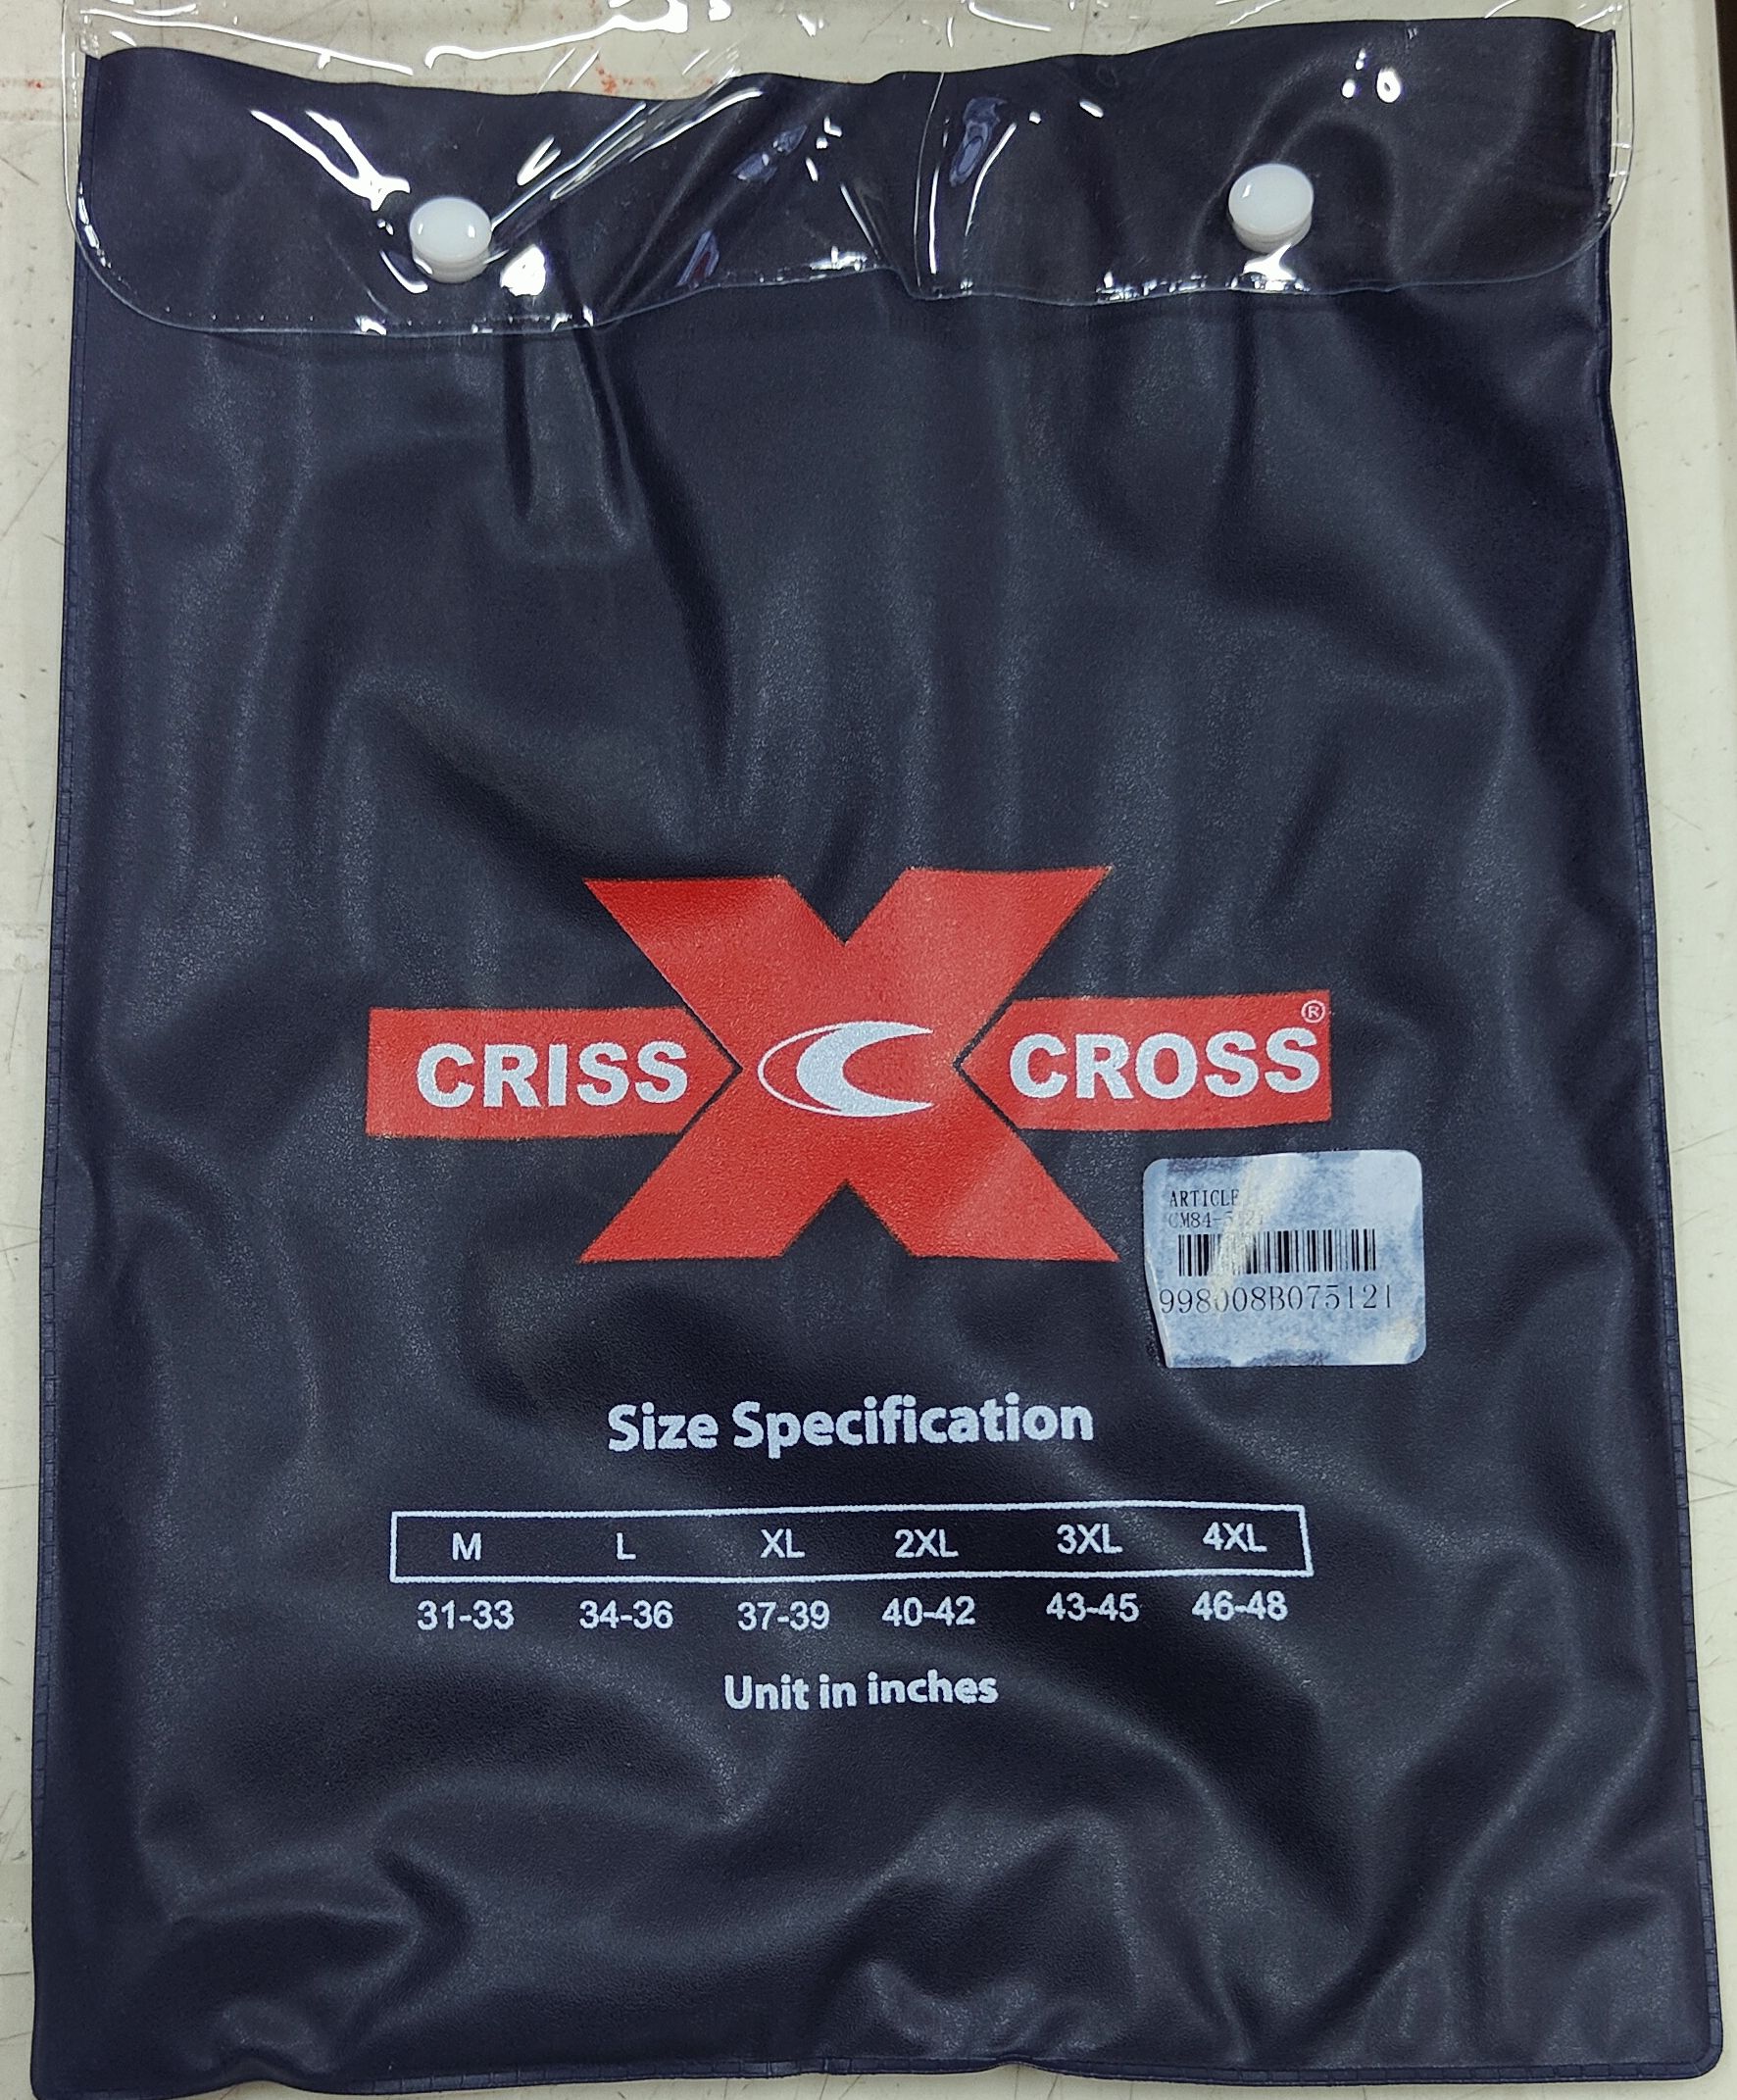 CRISS CROSS®
ARTICLE
998008B075121
Size Specification
M L XL 2XL 3XL 4XL
31-33 34-36 37-39 40-42 43-45 46-48
Unit in inches